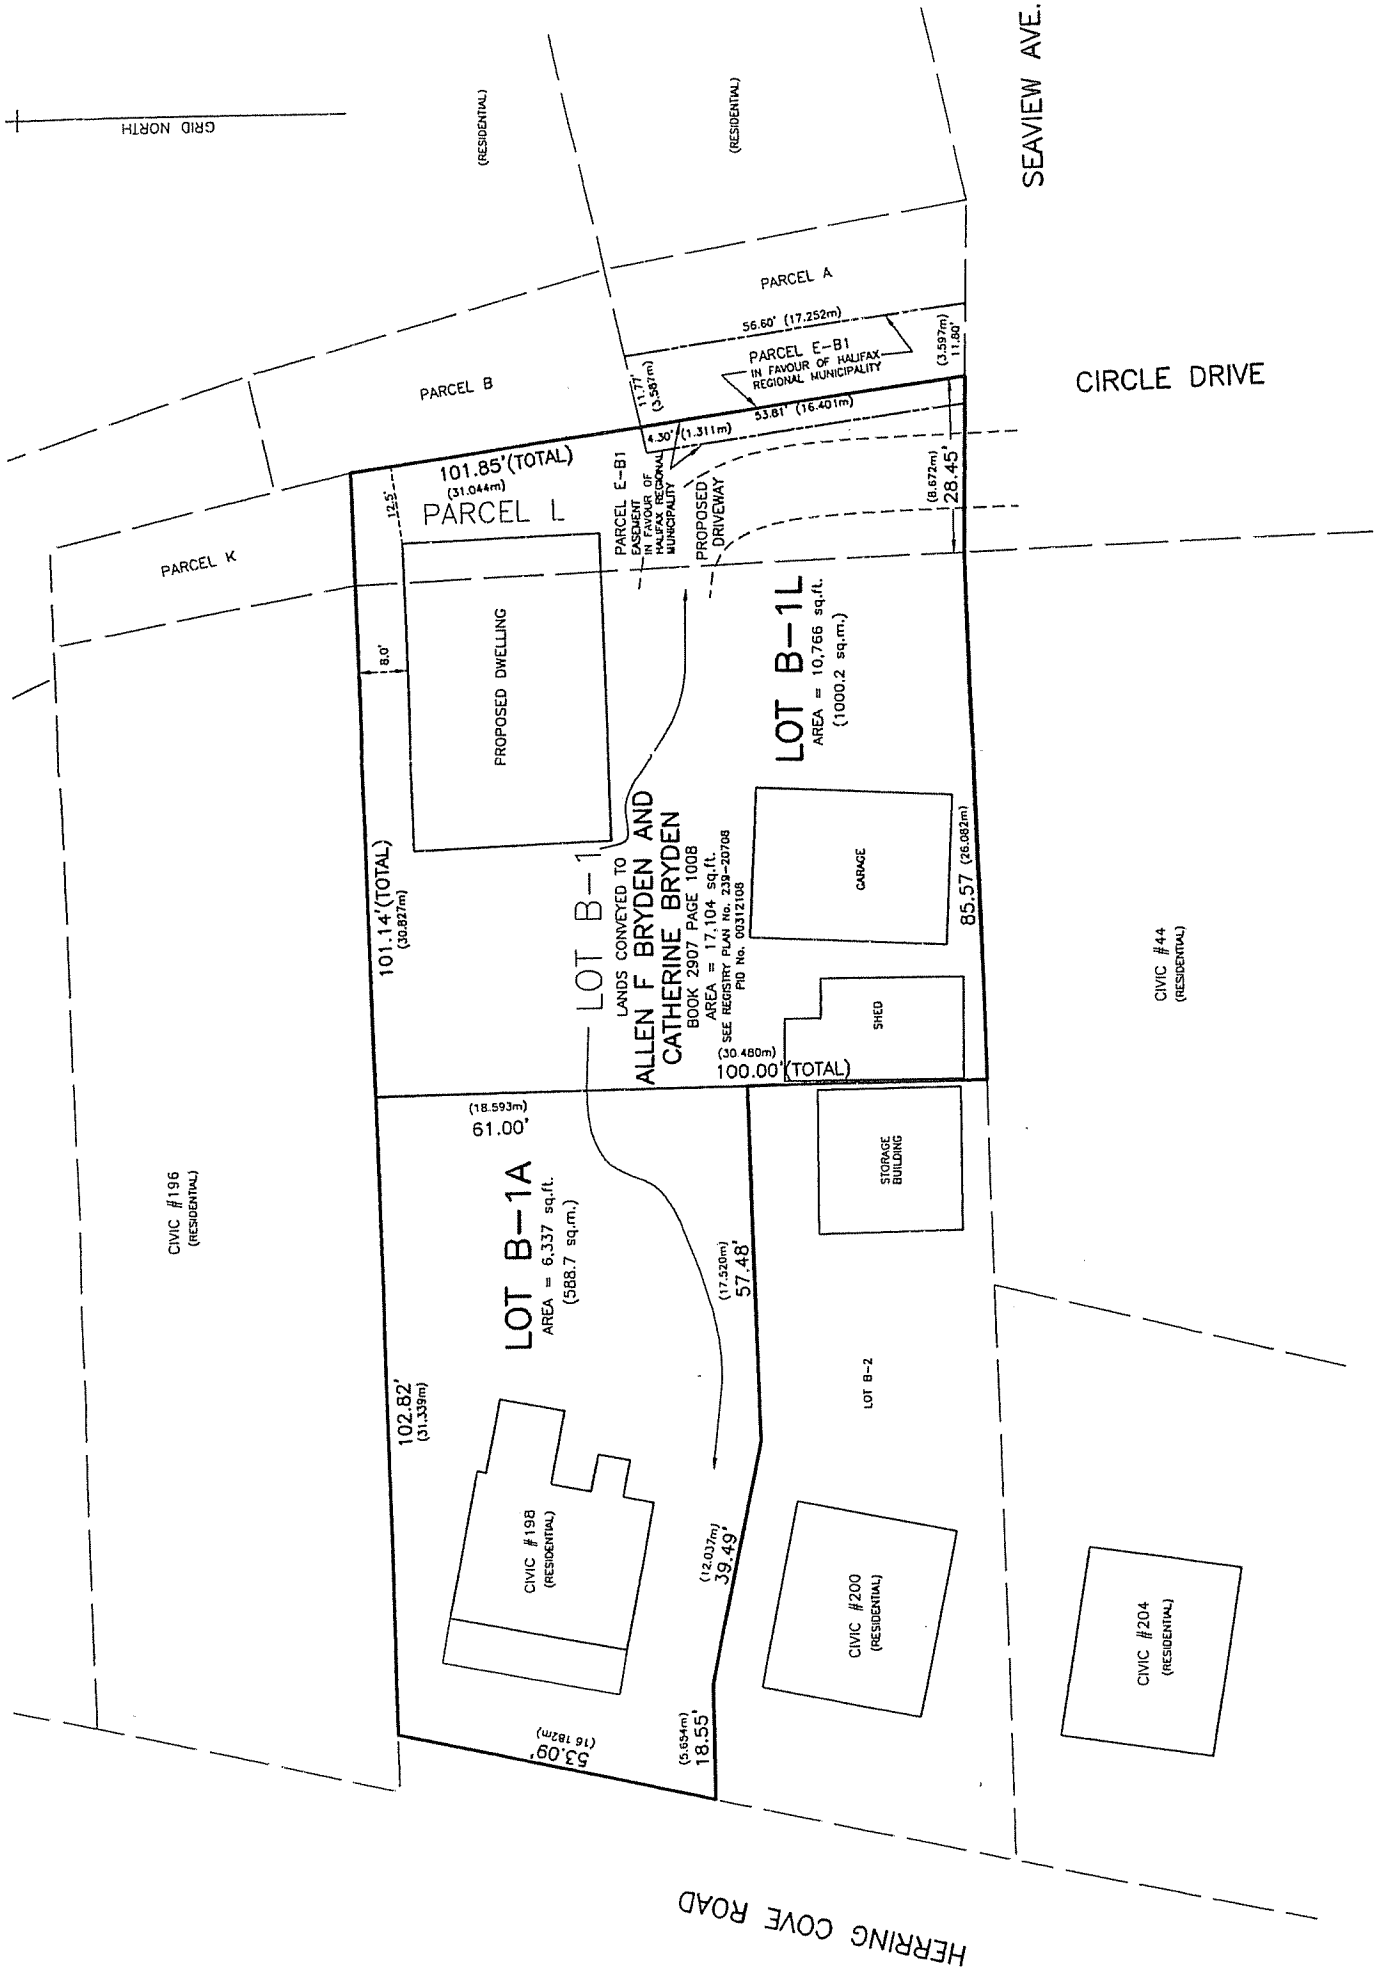 GRID NORTH
SEAVIEW AVE.
(RESIDENTIAL)
(RESIDENTIAL)
PARCEL A
56.60' (17.252m)
PARCEL E-B1
IN FAVOUR OF HALIFAX
REGIONAL MUNICIPALITY
(3.597m)
11.80'
11.77'
(3.587m)
53.81' (16.401m)
4.30' (1.311m)
CIRCLE DRIVE
PARCEL B
PARCEL K
101.85'(TOTAL)
(31.044m)
PARCEL L
12.5'
8.0'
PARCEL E-B1
EASEMENT
IN FAVOUR OF
HALIFAX REGIONAL
MUNICIPALITY
PROPOSED
DRIVEWAY
(8.672m)
28.45'
PROPOSED DWELLING
LOT B-1L
AREA = 10,766 sq.ft.
(1000.2 sq.m.)
101.14'(TOTAL)
(30.827m)
LOT B-1
LANDS CONVEYED TO
ALLEN F BRYDEN AND
CATHERINE BRYDEN
BOOK 2907 PAGE 1008
AREA = 17,104 sq.ft.
SEE REGISTRY PLAN No. 239-20708
PID No. 00312108
GARAGE
85.57 (26.082m)
SHED
(30.480m)
100.00'(TOTAL)
CIVIC #44
(RESIDENTIAL)
CIVIC #196
(RESIDENTIAL)
(18.593m)
61.00'
LOT B-1A
AREA = 6,337 sq.ft.
(588.7 sq.m.)
STORAGE
BUILDING
(17.520m)
57.48'
102.82'
(31.339m)
LOT B-2
CIVIC #198
(RESIDENTIAL)
(12.037m)
39.49'
CIVIC #200
(RESIDENTIAL)
CIVIC #204
(RESIDENTIAL)
53.09'
(16.182m)
(5.654m)
18.55'
HERRING COVE ROAD